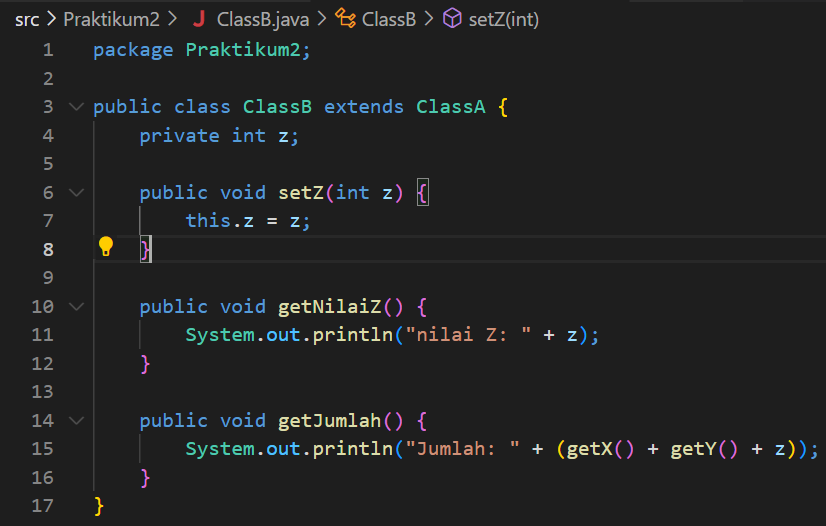 src > Praktikum2 > J ClassB.java > ClassB > setZ(int)
1 package Praktikum2;
2
3 public class ClassB extends ClassA {
4     private int z;
5
6     public void setZ(int z) {
7         this.z = z;
8     }
9
10     public void getNilaiZ() {
11         System.out.println("nilai Z: " + z);
12     }
13
14     public void getJumlah() {
15         System.out.println("Jumlah: " + (getX() + getY() + z));
16     }
17 }